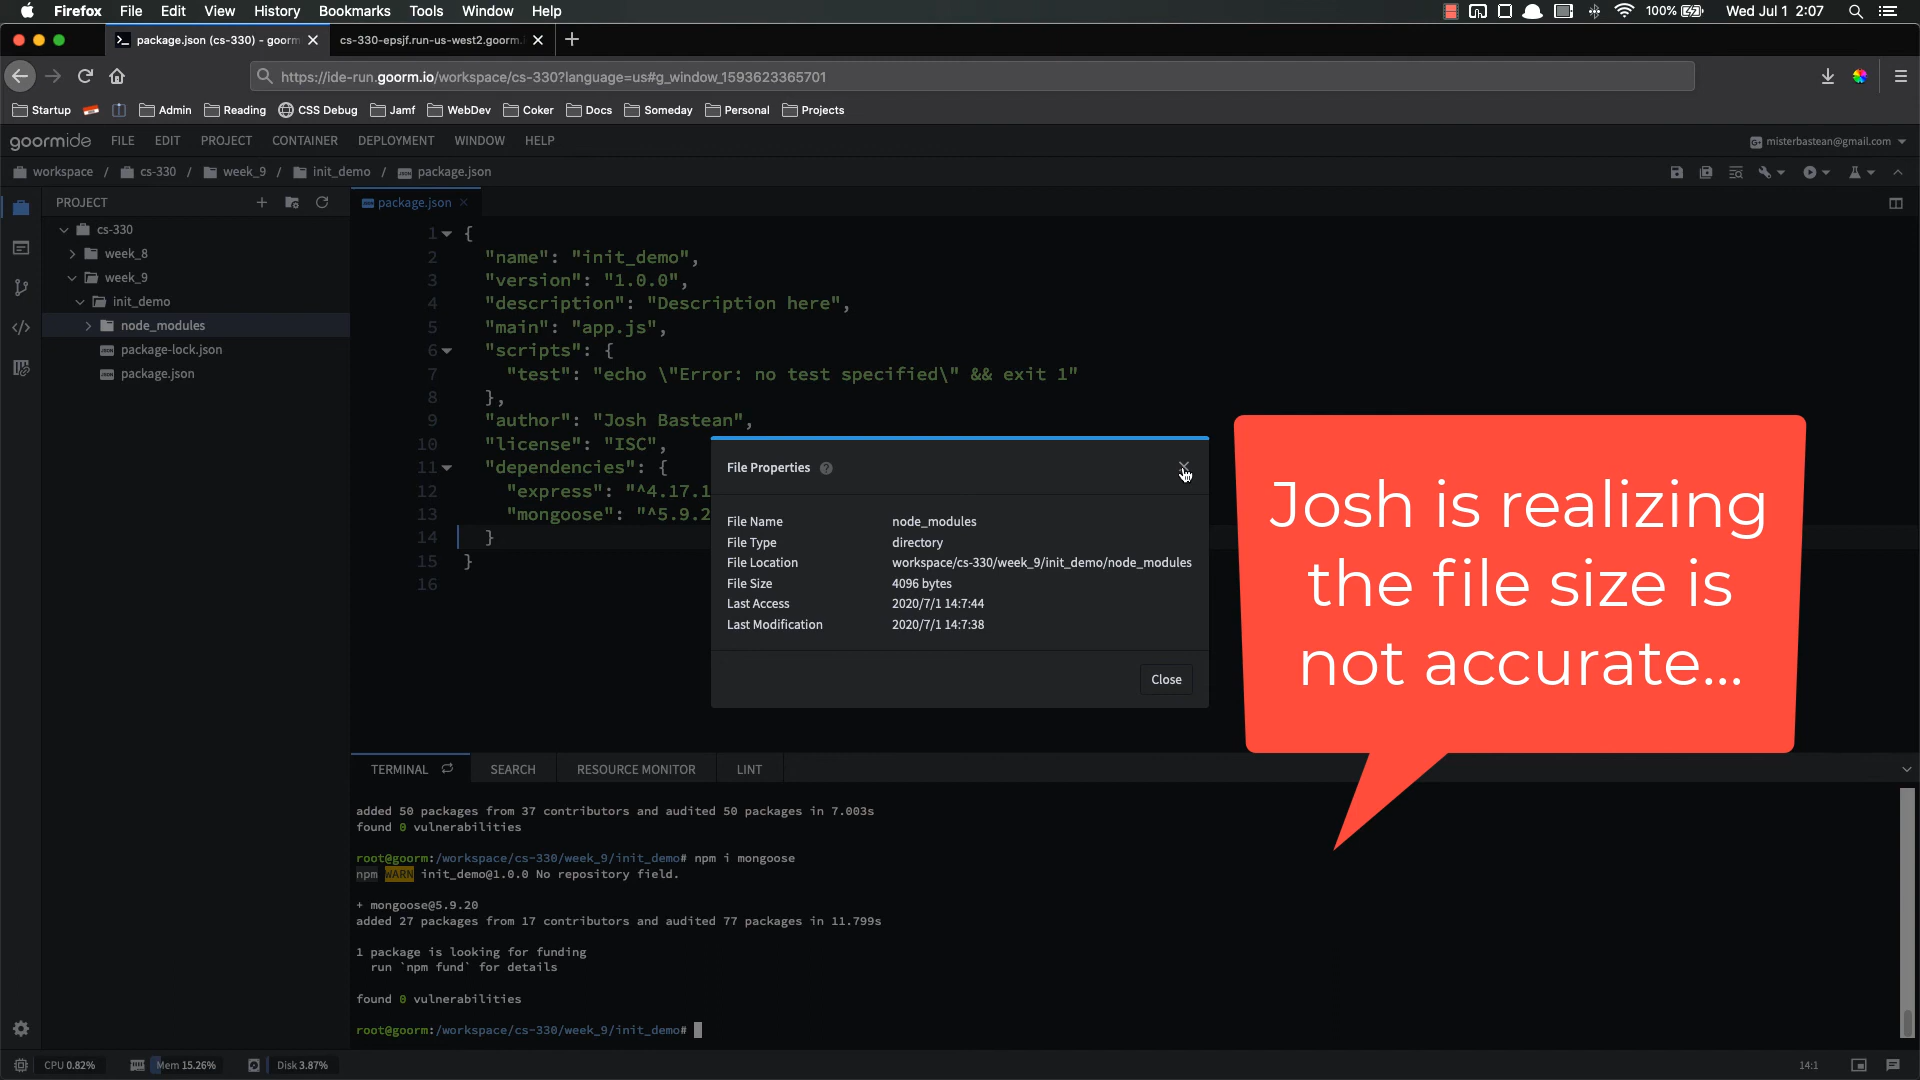 Firefox File Edit View History Bookmarks Tools Window Help 100% Wed Jul 1 2:07
package.json (cs-330) - goorm
cs-330-epsjf.run-us-west2.goorm.
https://ide-run.goorm.io/workspace/cs-330?language=us#g_window_1593623365701
Startup Admin Reading CSS Debug Jamf WebDev Coker Docs Someday Personal Projects
goormide FILE EDIT PROJECT CONTAINER DEPLOYMENT WINDOW HELP misterbastean@gmail.com
workspace / cs-330 / week_9 / init_demo / package.json
PROJECT
cs-330
week_8
week_9
init_demo
node_modules
package-lock.json
package.json
package.json
1 {
2 "name": "init_demo",
3 "version": "1.0.0",
4 "description": "Description here",
5 "main": "app.js",
6 "scripts": {
7 "test": "echo \"Error: no test specified\" && exit 1"
8 },
9 "author": "Josh Bastean",
10 "license": "ISC",
11 "dependencies": {
12 "express": "^4.17.1
13 "mongoose": "^5.9.2
14 }
15 }
16
File Properties
File Name node_modules
File Type directory
File Location workspace/cs-330/week_9/init_demo/node_modules
File Size 4096 bytes
Last Access 2020/7/1 14:7:44
Last Modification 2020/7/1 14:7:38
Close
Josh is realizing
the file size is
not accurate...
TERMINAL SEARCH RESOURCE MONITOR LINT
added 50 packages from 37 contributors and audited 50 packages in 7.003s
found 0 vulnerabilities
root@goorm:/workspace/cs-330/week_9/init_demo# npm i mongoose
npm WARN init_demo@1.0.0 No repository field.
+ mongoose@5.9.20
added 27 packages from 17 contributors and audited 77 packages in 11.799s
1 package is looking for funding
run `npm fund` for details
found 0 vulnerabilities
root@goorm:/workspace/cs-330/week_9/init_demo#
CPU 0.82% Mem 15.26% Disk 3.87% 14:1